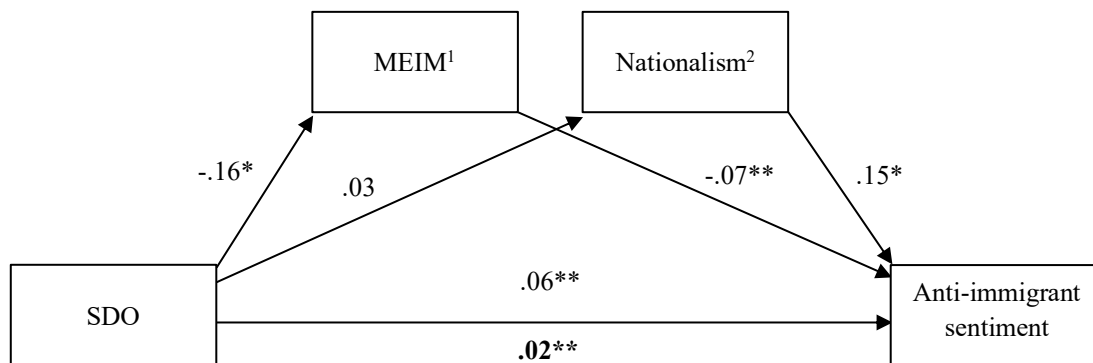 MEIM¹
Nationalism²
-.16*
.03
-.07**
.15*
SDO
.06**
.02**
Anti-immigrant
sentiment